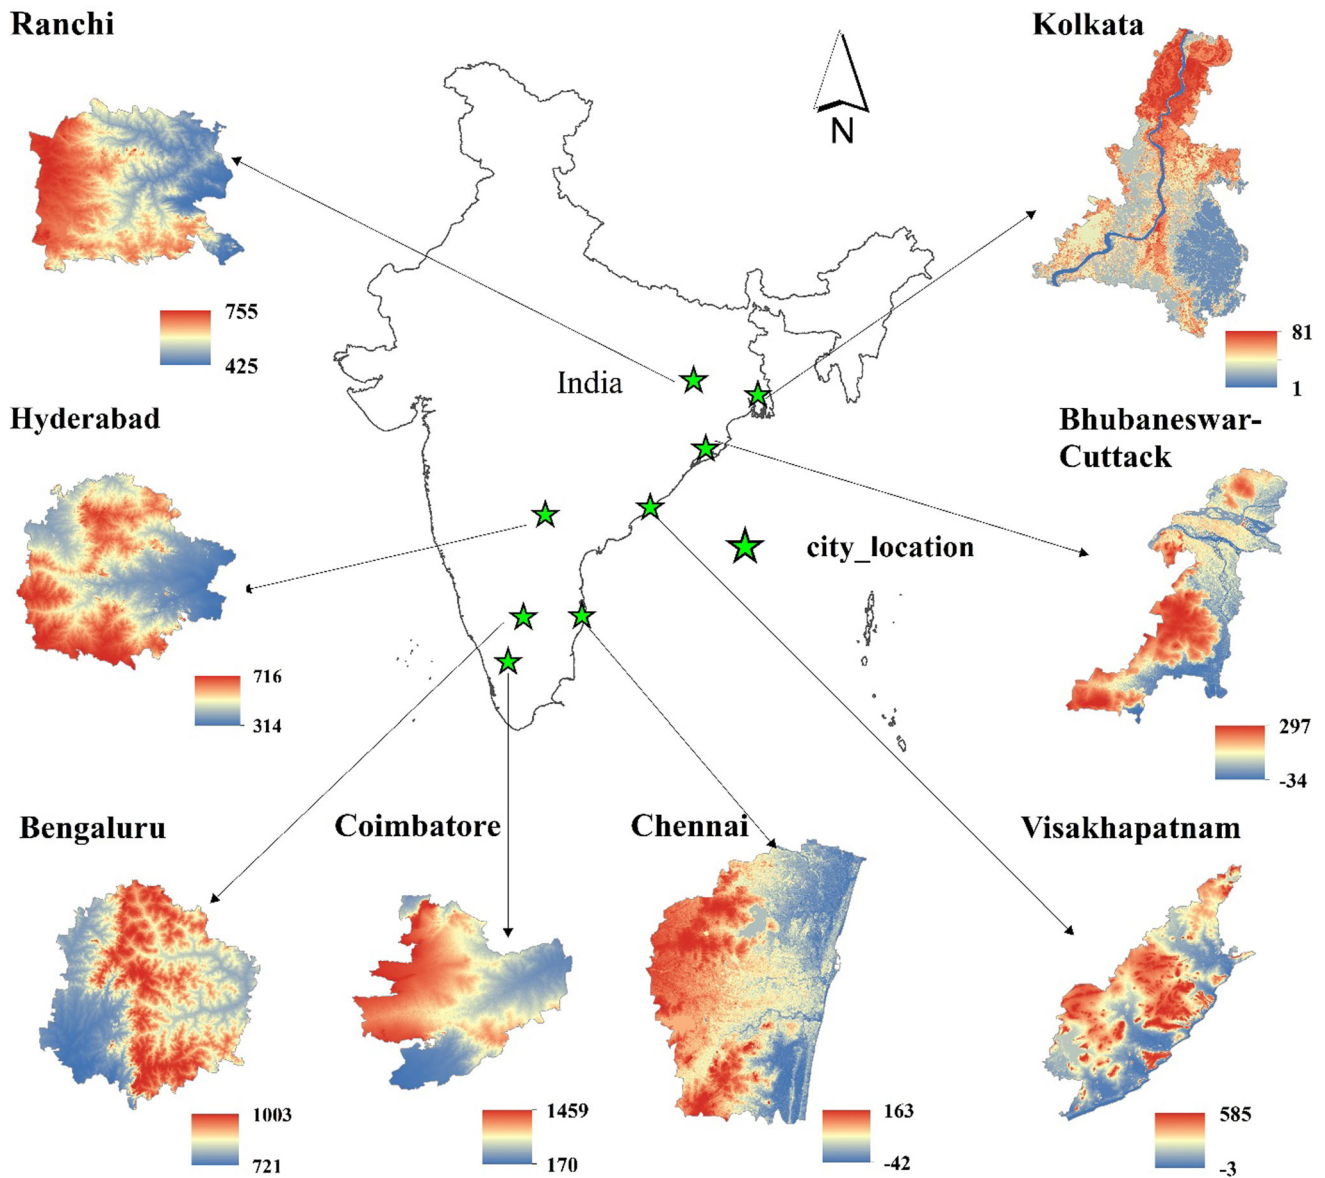 Ranchi
755
425
Kolkata
81
1
N
India
city_location
Hyderabad
716
314
Bhubaneswar-
Cuttack
297
-34
Bengaluru
1003
721
Coimbatore
1459
170
Chennai
163
-42
Visakhapatnam
585
-3